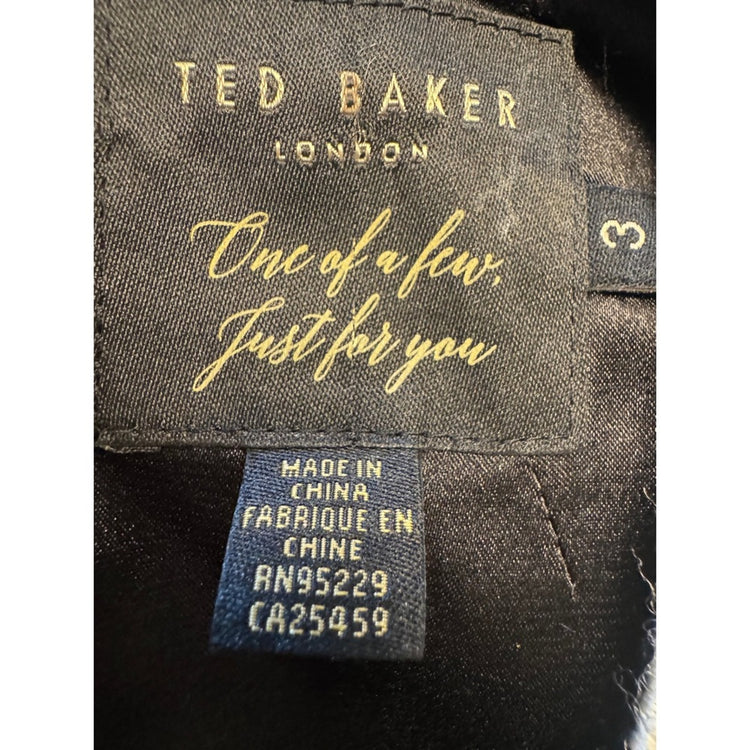 TED BAKER
LONDON
One of a few,
Just for you
3
MADE IN
CHINA
FABRIQUE EN
CHINE
RN95229
CA25459